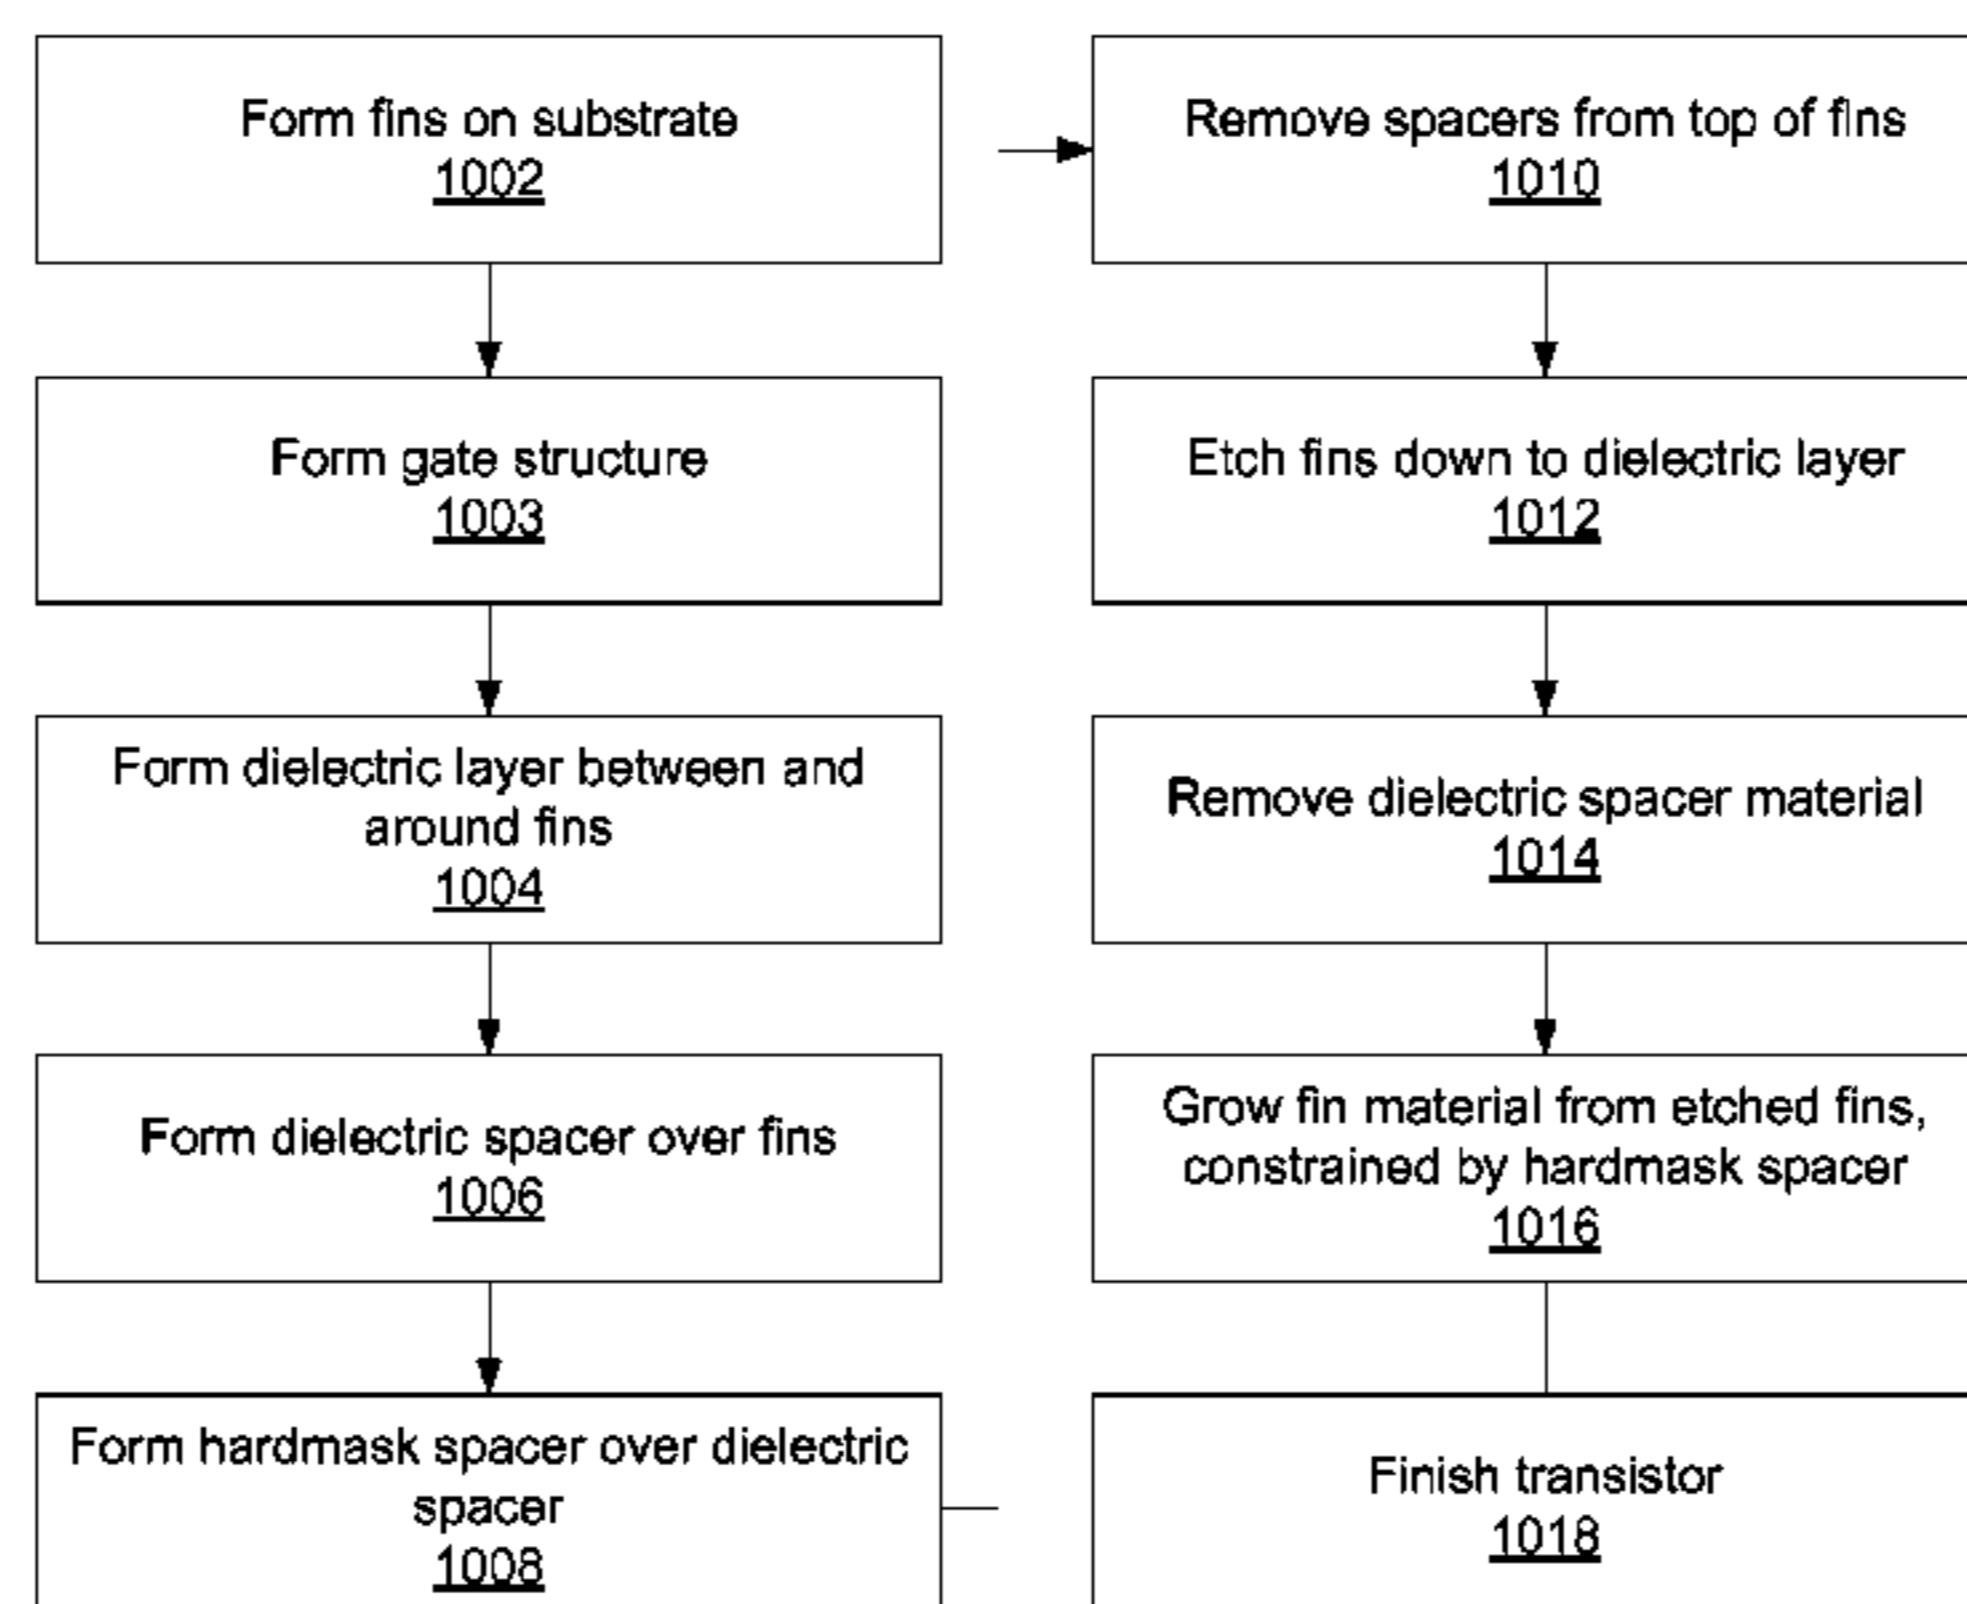 Form fins on substrate
1002
Form gate structure
1003
Form dielectric layer between and
around fins
1004
Form dielectric spacer over fins
1006
Form hardmask spacer over dielectric
spacer
1008
Remove spacers from top of fins
1010
Etch fins down to dielectric layer
1012
Remove dielectric spacer material
1014
Grow fin material from etched fins,
constrained by hardmask spacer
1016
Finish transistor
1018